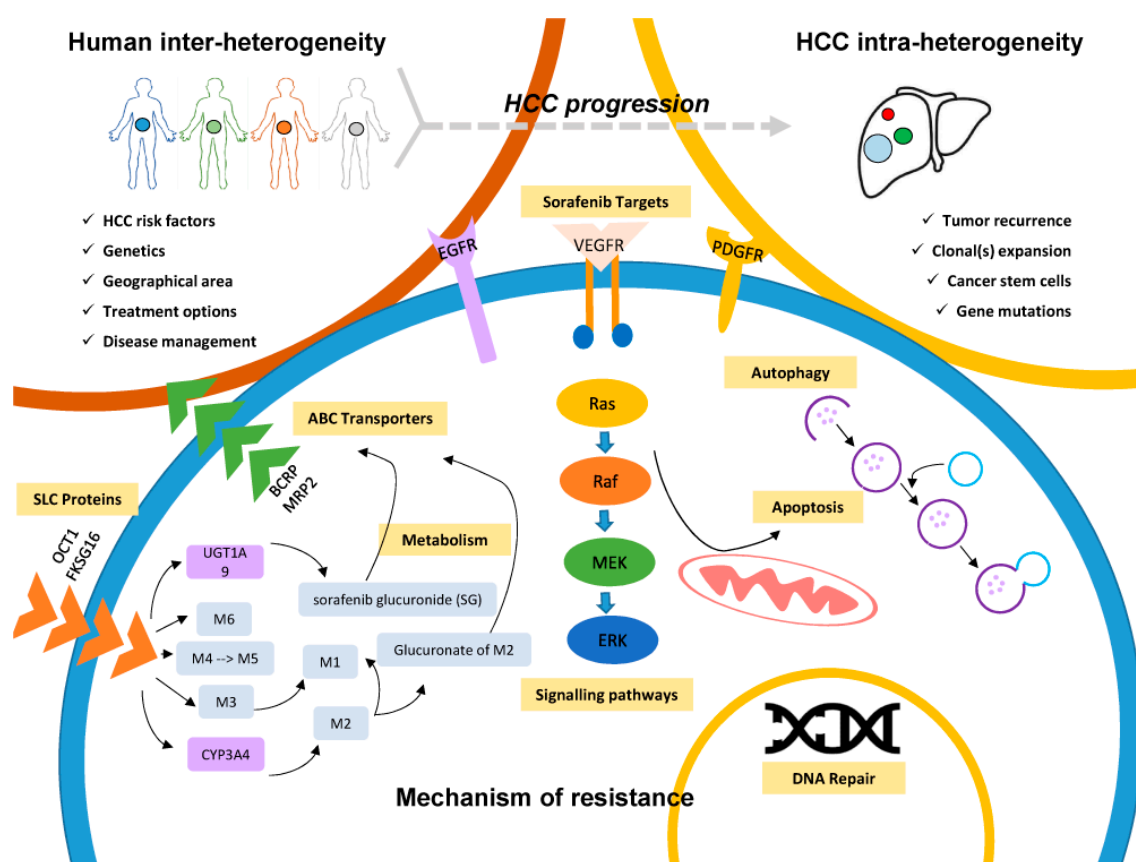 Human inter-heterogeneity
HCC intra-heterogeneity
HCC progression
✓ HCC risk factors
✓ Genetics
✓ Geographical area
✓ Treatment options
✓ Disease management
✓ Tumor recurrence
✓ Clonal(s) expansion
✓ Cancer stem cells
✓ Gene mutations
Sorafenib Targets
EGFR
VEGFR
PDGFR
ABC Transporters
BCRP
MRP2
SLC Proteins
OCT1
FKSG16
Metabolism
UGT1A
9
sorafenib glucuronide (SG)
M6
M4 --> M5
M3
M1
Glucuronate of M2
M2
CYP3A4
Ras
Raf
MEK
ERK
Signalling pathways
Autophagy
Apoptosis
DNA Repair
Mechanism of resistance